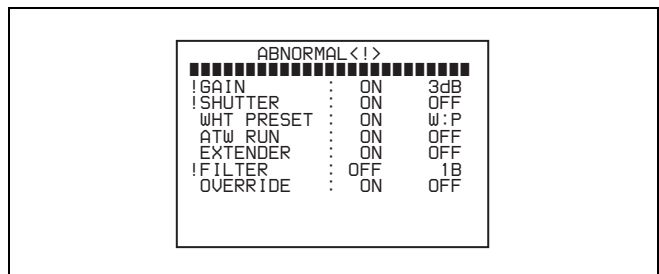 ABNORMAL<!>
!GAIN : ON 3dB
!SHUTTER : ON OFF
WHT PRESET : ON W:P
ATW RUN : ON OFF
EXTENDER : ON OFF
!FILTER : OFF 1B
OVERRIDE : ON OFF